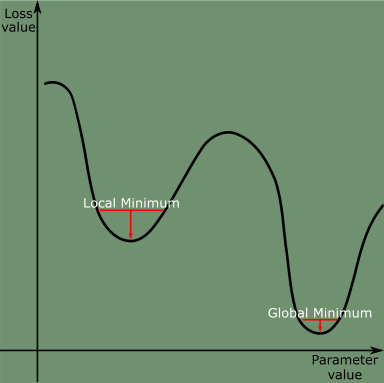 Loss
value
Local Minimum
Global Minimum
Parameter
value